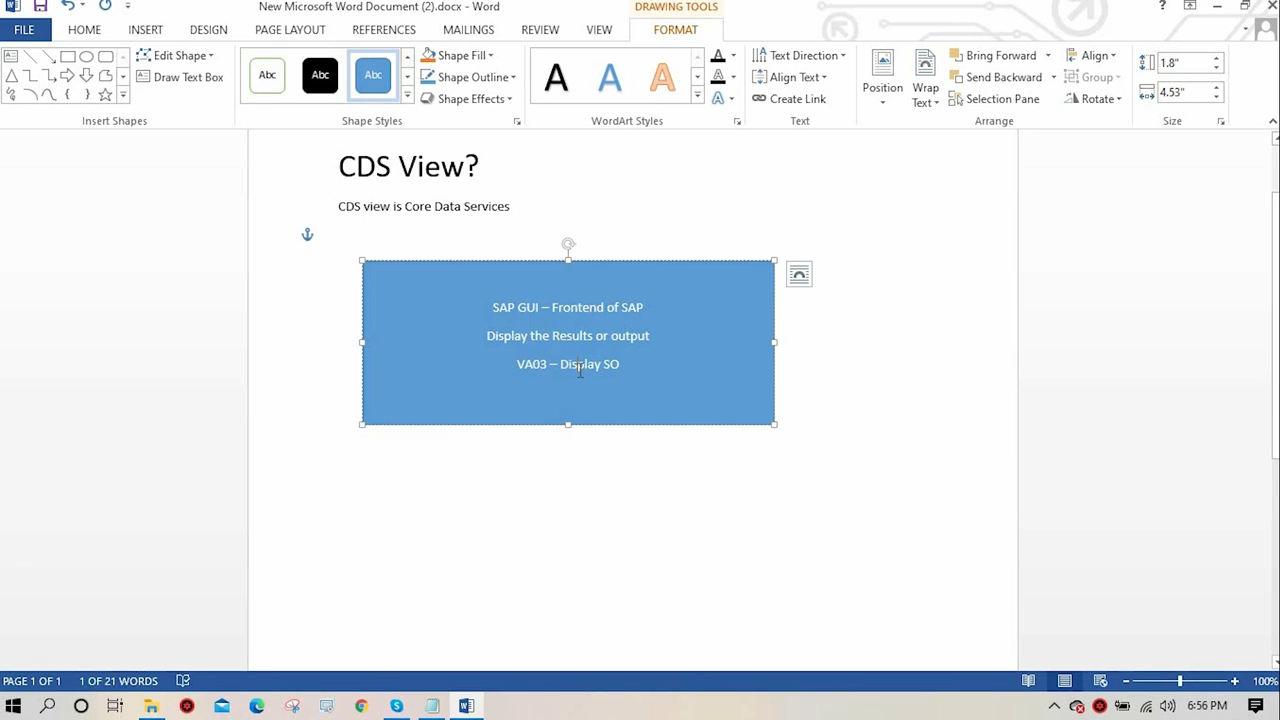 New Microsoft Word Document (2).docx - Word
DRAWING TOOLS
?
FILE
HOME
INSERT
DESIGN
PAGE LAYOUT
REFERENCES
MAILINGS
REVIEW
VIEW
FORMAT
Edit Shape
Draw Text Box
Insert Shapes
Abc
Abc
Abc
Shape Fill
Shape Outline
Shape Effects
Shape Styles
A
A
A
A
A
A
WordArt Styles
Text Direction
Align Text
Create Link
Text
Position
Wrap
Text
Bring Forward
Send Backward
Selection Pane
Align
Group
Rotate
Arrange
1.8"
4.53"
Size
CDS View?
CDS view is Core Data Services
SAP GUI – Frontend of SAP
Display the Results or output
VA03 – Display SO
PAGE 1 OF 1
1 OF 21 WORDS
100%
6:56 PM